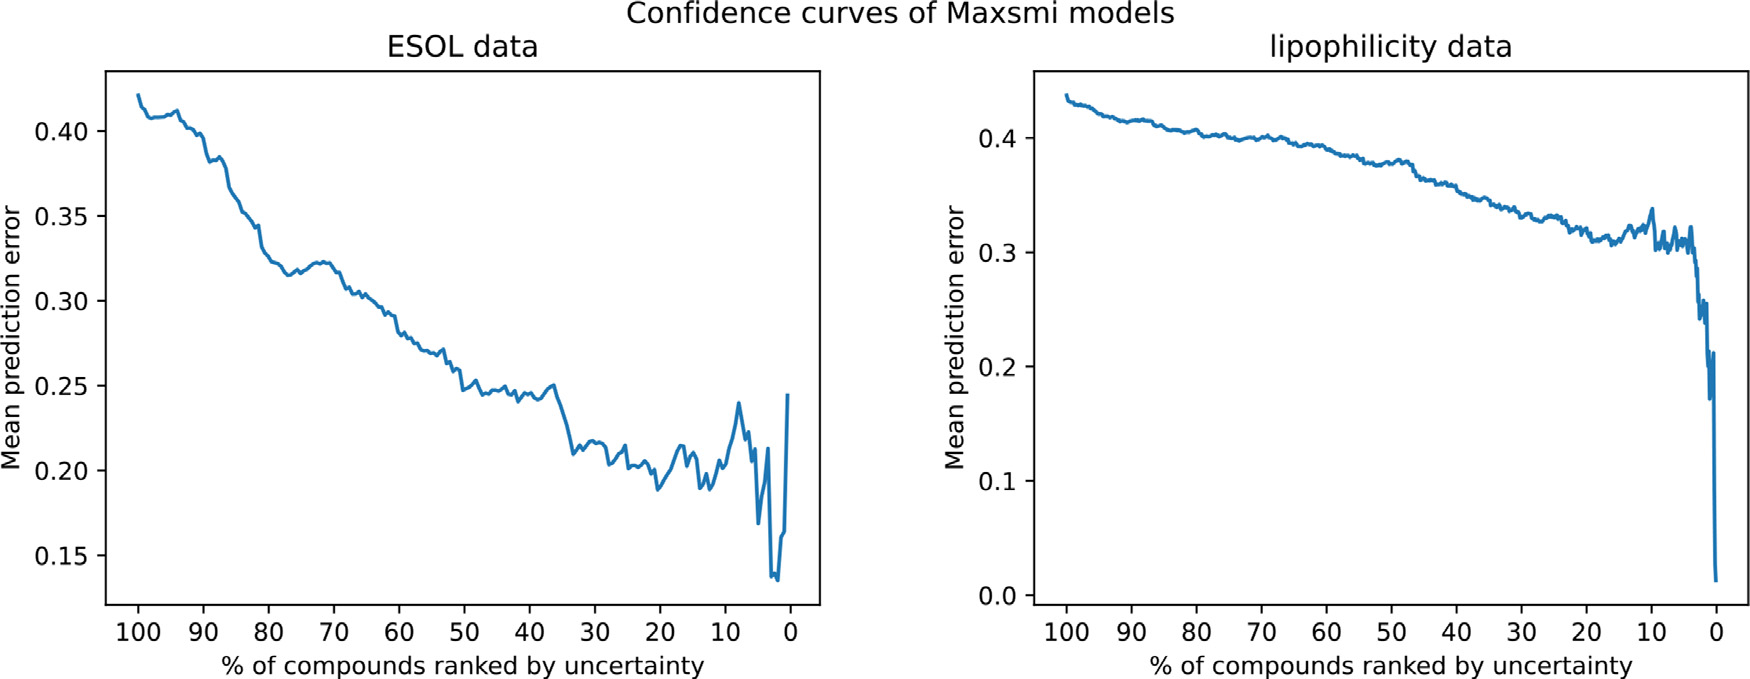 Confidence curves of Maxsmi models
ESOL data
Mean prediction error
0.40
0.35
0.30
0.25
0.20
0.15
100 90 80 70 60 50 40 30 20 10 0
% of compounds ranked by uncertainty
lipophilicity data
Mean prediction error
0.4
0.3
0.2
0.1
0.0
100 90 80 70 60 50 40 30 20 10 0
% of compounds ranked by uncertainty